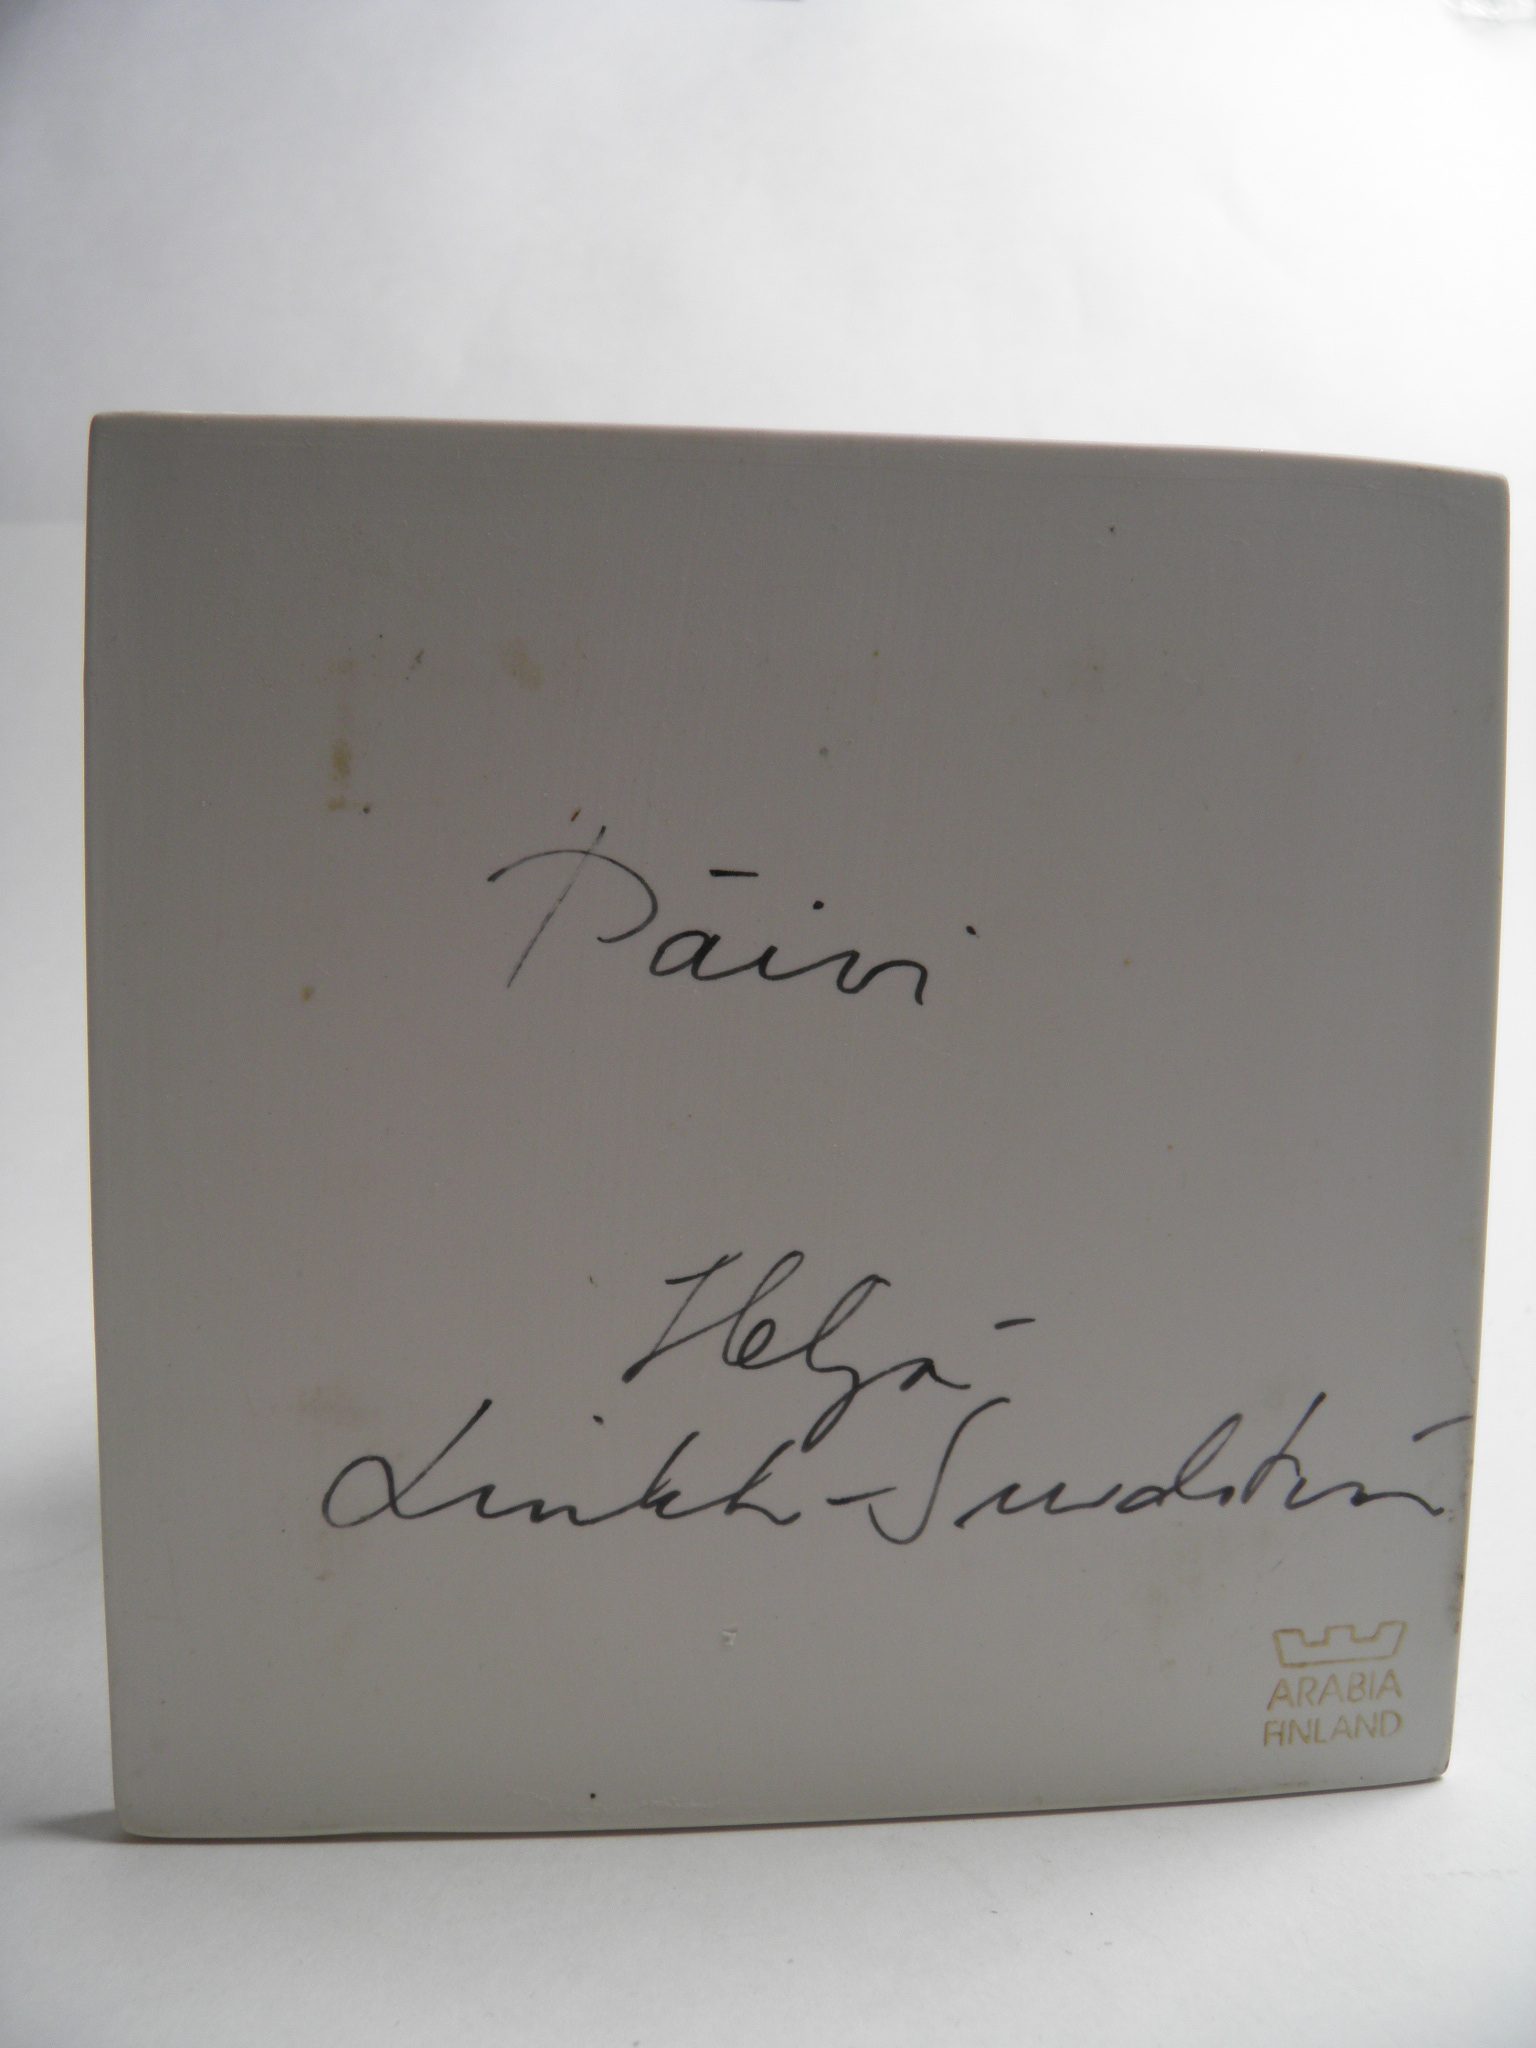 Päivi
Heljä
Liukko-Sundström
ARABIA
FINLAND